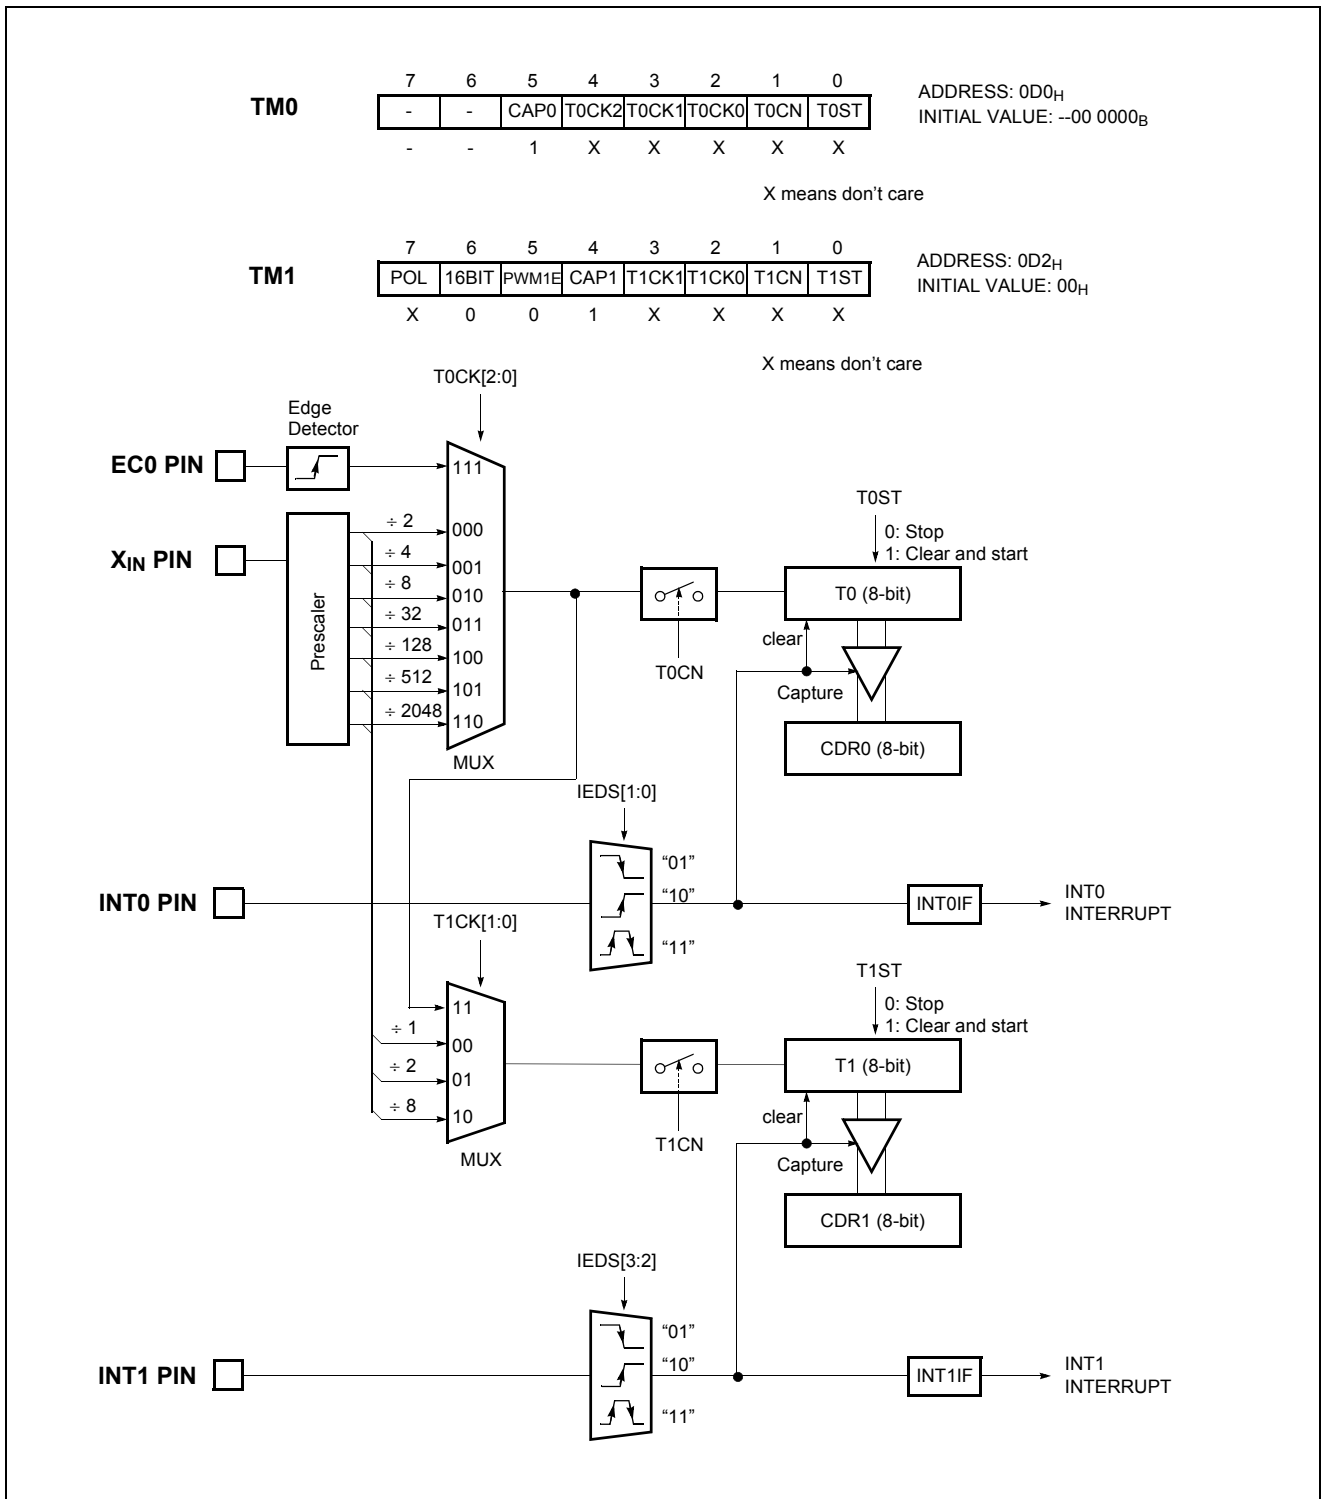 7 6 5 4 3 2 1 0
TM0 - - CAP0 T0CK2 T0CK1 T0CK0 T0CN T0ST
- - 1 X X X X X
ADDRESS: 0D0H
INITIAL VALUE: --00 0000B
X means don’t care
7 6 5 4 3 2 1 0
TM1 POL 16BIT PWM1E CAP1 T1CK1 T1CK0 T1CN T1ST
X 0 0 1 X X X X
ADDRESS: 0D2H
INITIAL VALUE: 00H
X means don’t care
T0CK[2:0]
Edge
Detector
EC0 PIN
111
XIN PIN
Prescaler
÷ 2
000
÷ 4
001
÷ 8
010
÷ 32
011
÷ 128
100
÷ 512
101
÷ 2048
110
MUX
T0CN
T0ST
0: Stop
1: Clear and start
T0 (8-bit)
clear
Capture
CDR0 (8-bit)
IEDS[1:0]
“01”
INT0 PIN
“10”
“11”
INT0IF
INT0
INTERRUPT
T1CK[1:0]
11
÷ 1
00
÷ 2
01
÷ 8
10
MUX
T1CN
T1ST
0: Stop
1: Clear and start
T1 (8-bit)
clear
Capture
CDR1 (8-bit)
IEDS[3:2]
“01”
INT1 PIN
“10”
“11”
INT1IF
INT1
INTERRUPT